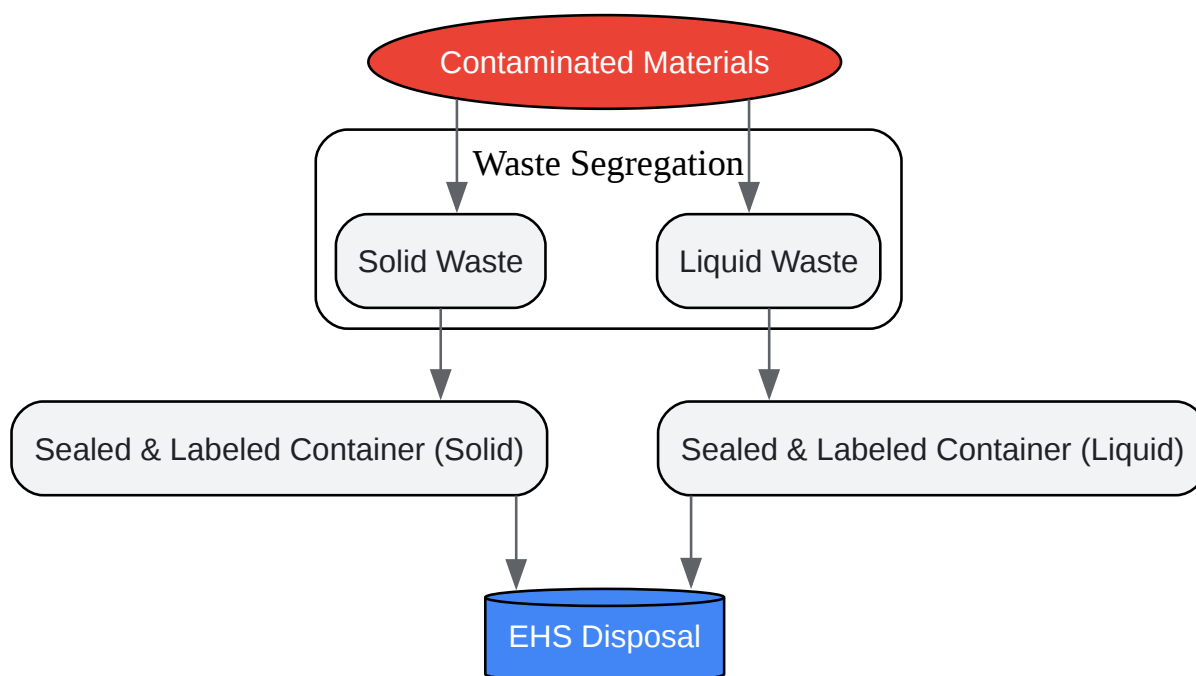 Contaminated Materials
Waste Segregation
Solid Waste
Liquid Waste
Sealed & Labeled Container (Solid)
Sealed & Labeled Container (Liquid)
EHS Disposal